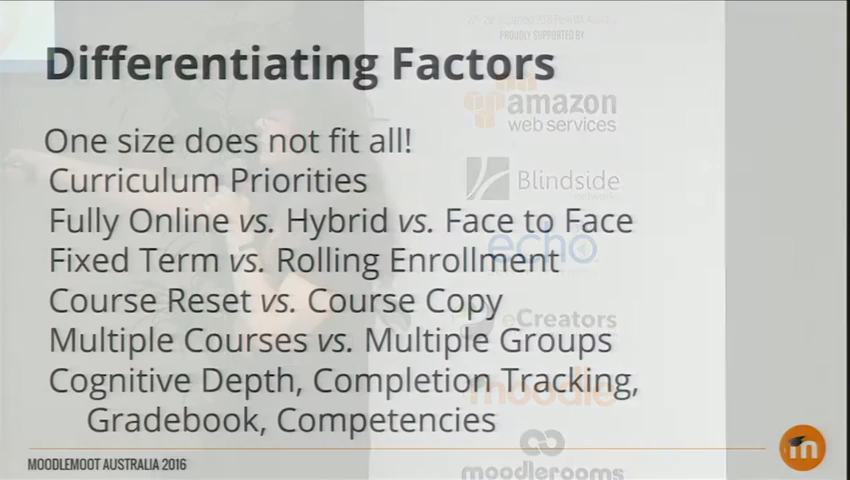 PROUDLY SUPPORTED BY
Differentiating Factors
amazon
web services
One size does not fit all!
Blindside
networks
Curriculum Priorities
Fully Online vs. Hybrid vs. Face to Face
echo
Fixed Term vs. Rolling Enrollment
Course Reset vs. Course Copy
eCreators
Multiple Courses vs. Multiple Groups
Cognitive Depth, Completion Tracking,
moodle
Gradebook, Competencies
moodlerooms
MOODLEMOOT AUSTRALIA 2016
m